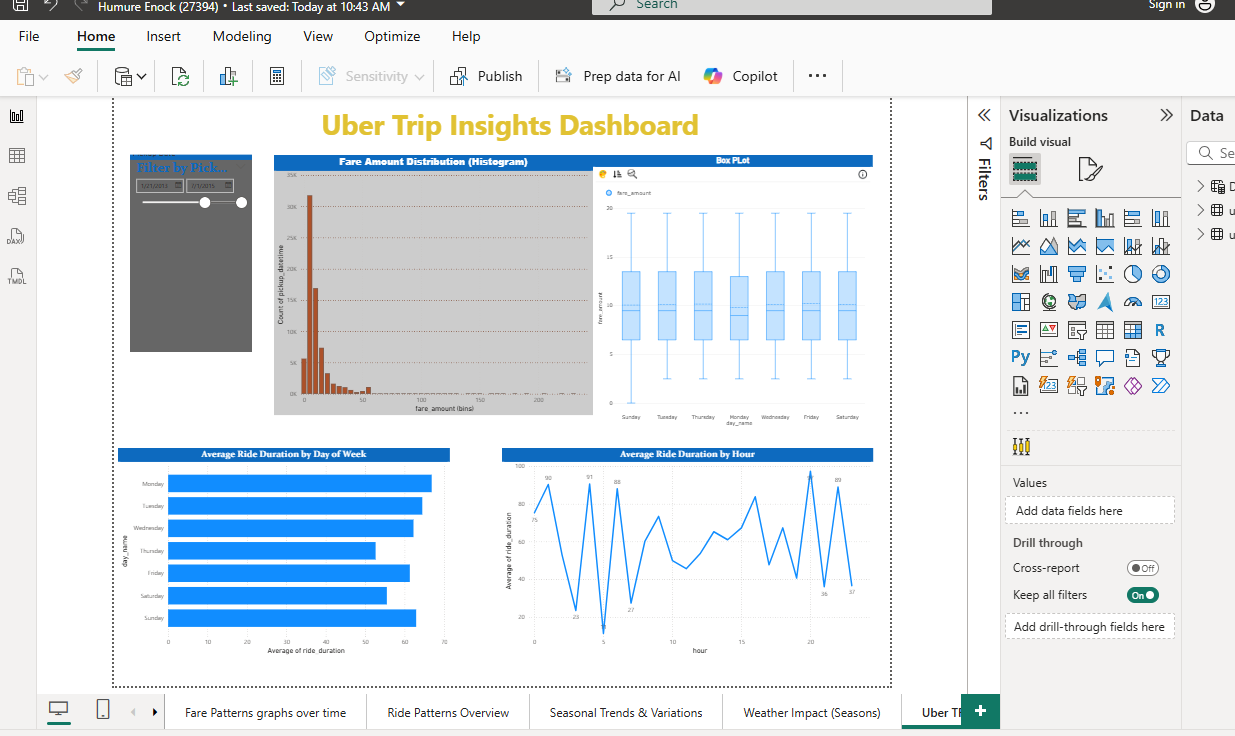 Humure Enock (27394) • Last saved: Today at 10:43 AM
Search
Sign in
File Home Insert Modeling View Optimize Help
Sensitivity Publish Prep data for AI Copilot
Uber Trip Insights Dashboard
Filter by Pick...
Fare Amount Distribution (Histogram)
35K
30K
25K
20K
15K
10K
5K
0K
Count of pickup_datetime
0 50 100 150 200
fare_amount (bins)
Box PLot
fare_amount
20
15
10
5
0
fare_amount
Sunday Tuesday Thursday Monday Wednesday Friday Saturday
day_name
Average Ride Duration by Day of Week
day_name
Monday
Tuesday
Wednesday
Thursday
Friday
Saturday
Sunday
0 10 20 30 40 50 60 70
Average of ride_duration
Average Ride Duration by Hour
Average of ride_duration
100
80
60
40
20
75 90 23 91 88 27 36 89 37
0 5 10 15 20
hour
Filters
Visualizations
Build visual
123
R
Py
123
Values
Add data fields here
Drill through
Cross-report
Off
Keep all filters
On
Add drill-through fields here
Data
Se
DAX
TMDL
Fare Patterns graphs over time
Ride Patterns Overview
Seasonal Trends & Variations
Weather Impact (Seasons)
Uber